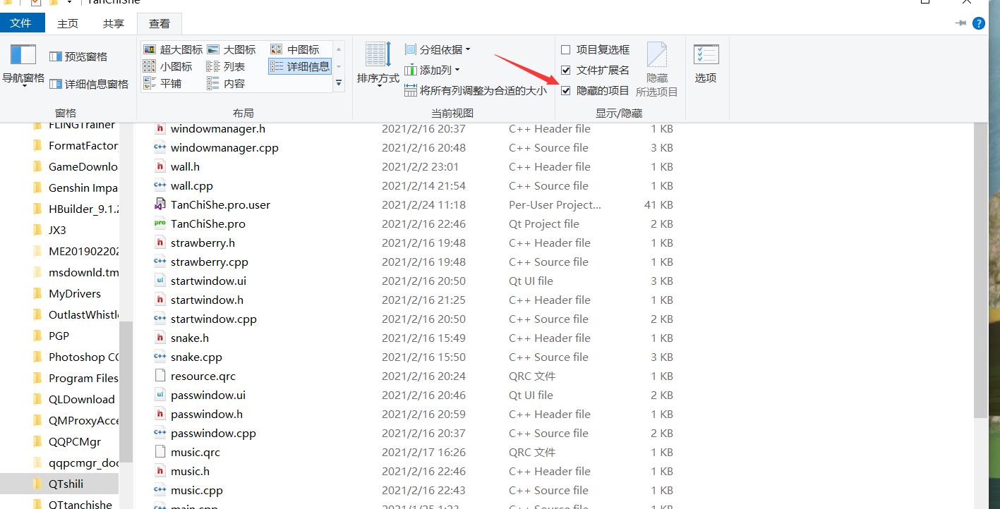 TanChiShe
文件 主页 共享 查看
导航窗格
预览窗格
详细信息窗格
窗格
超大图标 大图标 中图标
小图标 列表 详细信息
平铺 内容
布局
排序方式
分组依据
添加列
将所有列调整为合适的大小
当前视图
项目复选框
文件扩展名
隐藏的项目
隐藏
所选项目
显示/隐藏
选项
FLiNGTrainer
FormatFactor
GameDownlo
Genshin Impa
HBuilder_9.1.2
JX3
ME201902202
msdownld.tm
MyDrivers
OutlastWhistl
PGP
Photoshop CC
Program Files
QLDownload
QMProxyAcce
QQPCMgr
qqpcmgr_doc
QTshili
QTtanchishe
windowmanager.h 2021/2/16 20:37 C++ Header file 1 KB
windowmanager.cpp 2021/2/16 20:48 C++ Source file 3 KB
wall.h 2021/2/2 23:01 C++ Header file 1 KB
wall.cpp 2021/2/14 21:54 C++ Source file 1 KB
TanChiShe.pro.user 2021/2/24 11:18 Per-User Project... 41 KB
TanChiShe.pro 2021/2/16 22:46 Qt Project file 2 KB
strawberry.h 2021/2/16 19:48 C++ Header file 1 KB
strawberry.cpp 2021/2/16 19:48 C++ Source file 1 KB
startwindow.ui 2021/2/16 20:50 Qt UI file 3 KB
startwindow.h 2021/2/16 21:25 C++ Header file 1 KB
startwindow.cpp 2021/2/16 20:50 C++ Source file 2 KB
snake.h 2021/2/16 15:49 C++ Header file 1 KB
snake.cpp 2021/2/16 15:50 C++ Source file 3 KB
resource.qrc 2021/2/16 20:24 QRC 文件 1 KB
passwindow.ui 2021/2/16 20:46 Qt UI file 2 KB
passwindow.h 2021/2/16 20:59 C++ Header file 1 KB
passwindow.cpp 2021/2/16 20:37 C++ Source file 2 KB
music.qrc 2021/2/17 16:26 QRC 文件 1 KB
music.h 2021/2/16 22:46 C++ Header file 1 KB
music.cpp 2021/2/16 22:43 C++ Source file 1 KB
main.cpp 2021/1/25 1:23 C++ Source file 1 KB